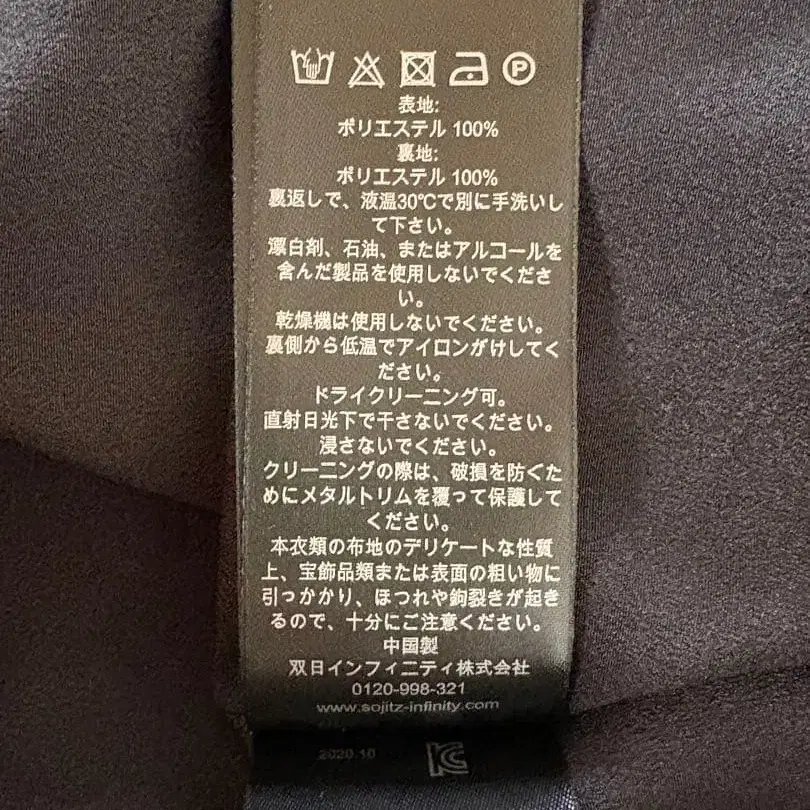 P
表地:
ポリエステル 100%
裏地:
ポリエステル 100%
裏返しで、液温30℃で別に手洗いし
て下さい。
漂白剤、石油、またはアルコールを
含んだ製品を使用しないでくださ
い。
乾燥機は使用しないでください。
裏側から低温でアイロンがけしてく
ださい。
ドライクリーニング可。
直射日光下で干さないでください。
浸さないでください。
クリーニングの際は、破損を防ぐた
めにメタルトリムを覆って保護して
ください。
本衣類の布地のデリケートな性質
上、宝飾品類または表面の粗い物に
引っかかり、ほつれや鉤裂きが起き
るので、十分にご注意ください。
中国製
双日インフィニティ株式会社
0120-998-321
www.sojitz-infinity.com
2020.10